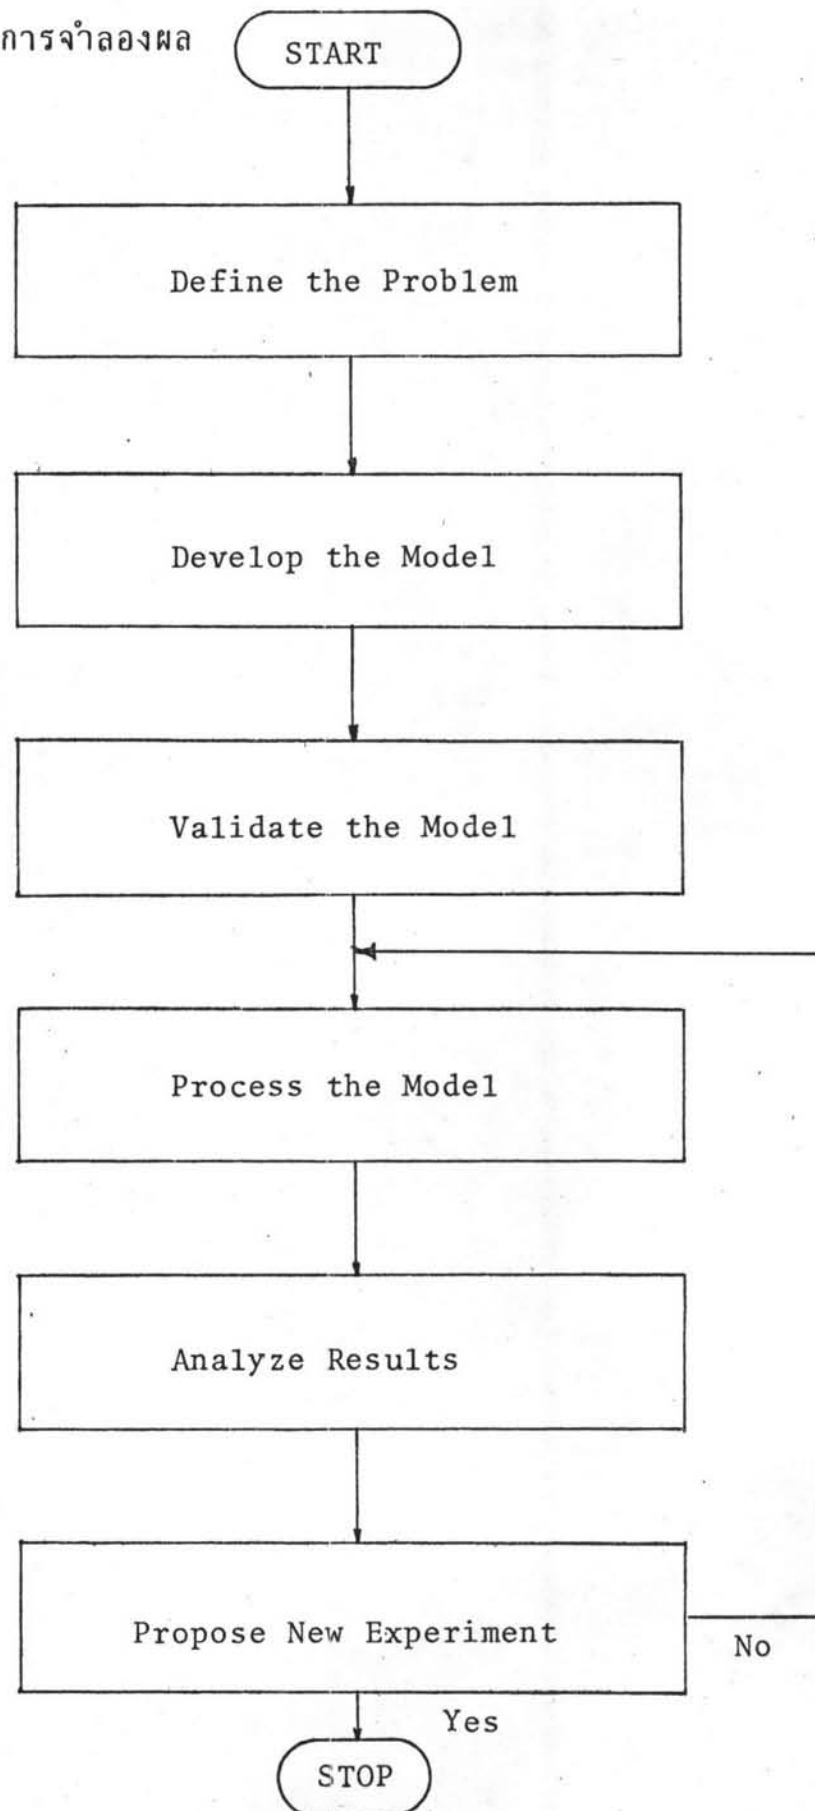 การจำลองผล
START
Define the Problem
Develop the Model
Validate the Model
Process the Model
Analyze Results
Propose New Experiment
No
Yes
STOP